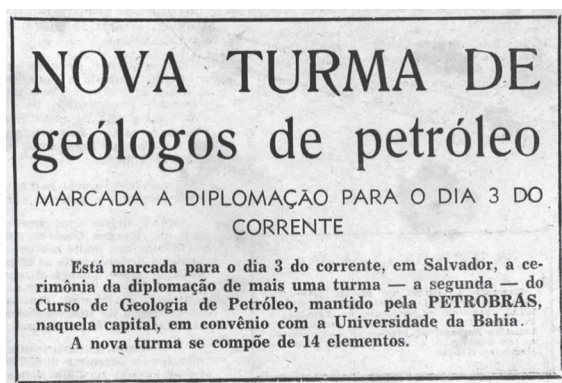 NOVA TURMA DE
geólogos de petróleo
MARCADA A DIPLOMAÇÃO PARA O DIA 3 DO
CORRENTE
Está marcada para o dia 3 do corrente, em Salvador, a ce-
rimônia da diplomação de mais uma turma — a segunda — do
Curso de Geologia de Petróleo, mantido pela PETROBRÁS,
naquela capital, em convênio com a Universidade da Bahia.
A nova turma se compõe de 14 elementos.